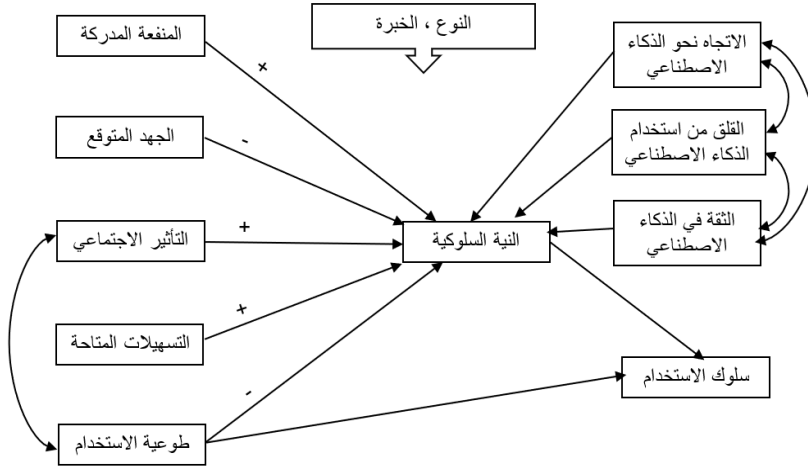 النوع ، الخبرة
المنفعة المدركة
الاتجاه نحو الذكاء
الاصطناعي
+
الجهد المتوقع
-
القلق من استخدام
الذكاء الاصطناعي
التأثير الاجتماعي
+
النية السلوكية
الثقة في الذكاء
الاصطناعي
+
التسهيلات المتاحة
سلوك الاستخدام
-
طوعية الاستخدام